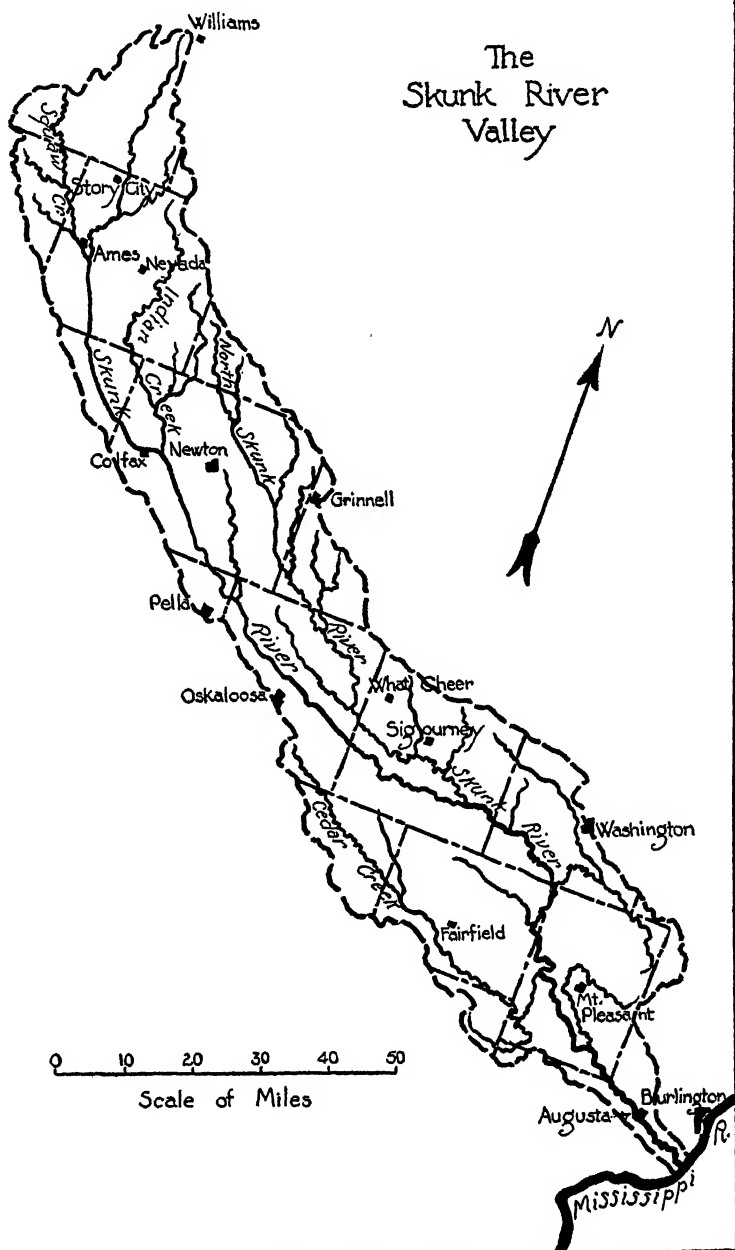 Williams
The
Skunk River
Valley
Squaw Cr.
Story City
Ames
Nevada
Indian Creek
North Skunk River
Skunk River
N
Colfax
Newton
Grinnell
Pella
Oskaloosa
What Cheer
Sigourney
Skunk River
Cedar Creek
Washington
Fairfield
Mt.
Pleasant
0 10 20 30 40 50
Scale of Miles
Augusta
Burlington
Mississippi R.